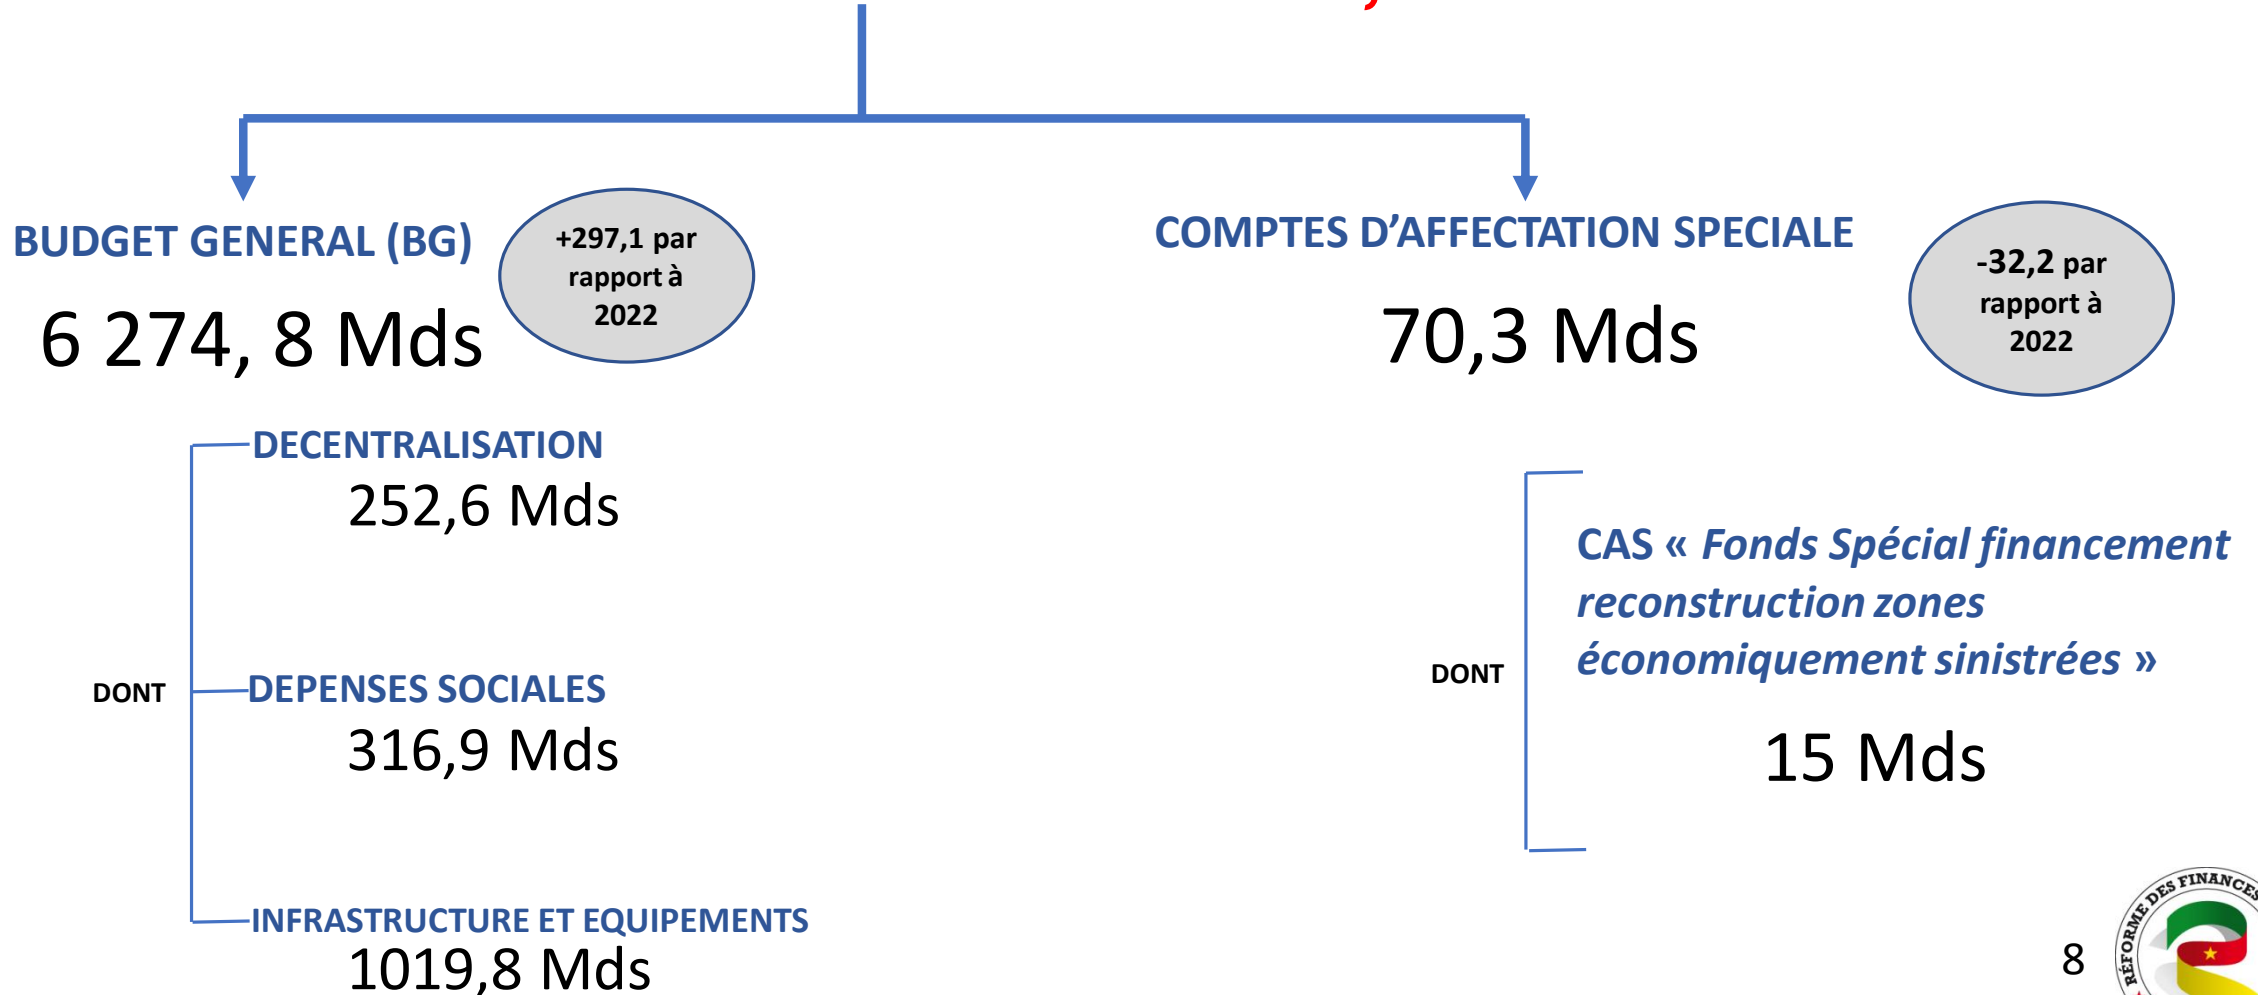 BUDGET GENERAL (BG)
6 274, 8 Mds
+297,1 par
rapport à
2022
COMPTES D’AFFECTATION SPECIALE
70,3 Mds
-32,2 par
rapport à
2022
DONT
DECENTRALISATION
252,6 Mds
DEPENSES SOCIALES
316,9 Mds
INFRASTRUCTURE ET EQUIPEMENTS
1019,8 Mds
DONT
CAS « Fonds Spécial financement
reconstruction zones
économiquement sinistrées »
15 Mds
8
RÉFORME DES FINANCES